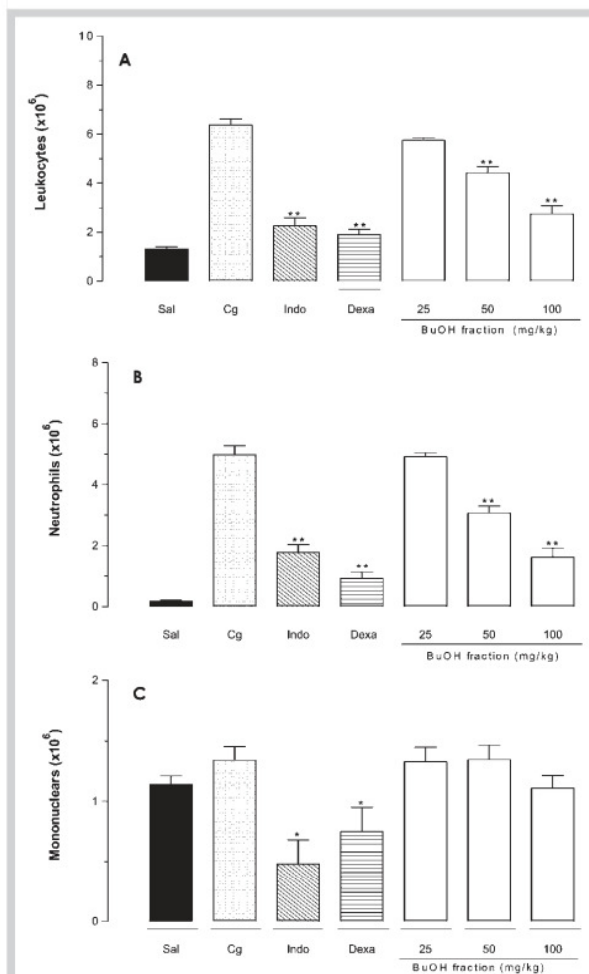 A
Leukocytes (x10⁶)
10
8
6
4
2
0
** ** ** **
Sal Cg Indo Dexa 25 50 100
BuOH fraction (mg/kg)
B
Neutrophils (x10⁶)
8
6
4
2
0
** ** ** **
Sal Cg Indo Dexa 25 50 100
BuOH fraction (mg/kg)
C
Mononuclears (x10⁶)
2
1
0
* *
Sal Cg Indo Dexa 25 50 100
BuOH fraction (mg/kg)